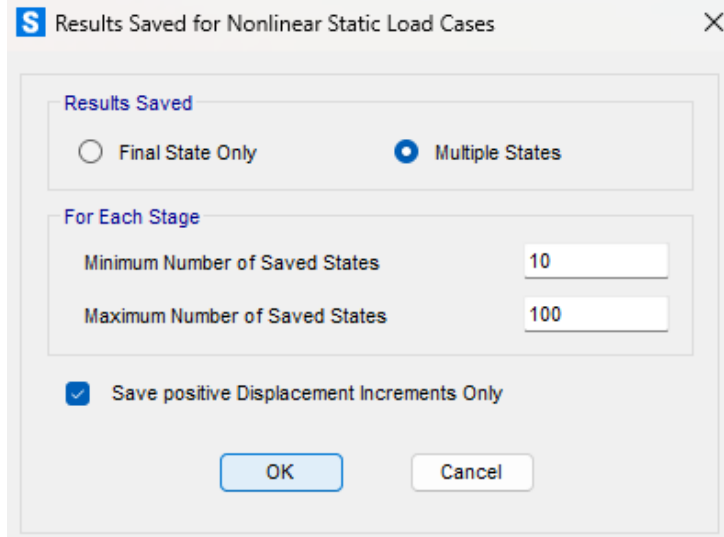 S Results Saved for Nonlinear Static Load Cases
Results Saved
Final State Only Multiple States
For Each Stage
Minimum Number of Saved States 10
Maximum Number of Saved States 100
Save positive Displacement Increments Only
OK Cancel